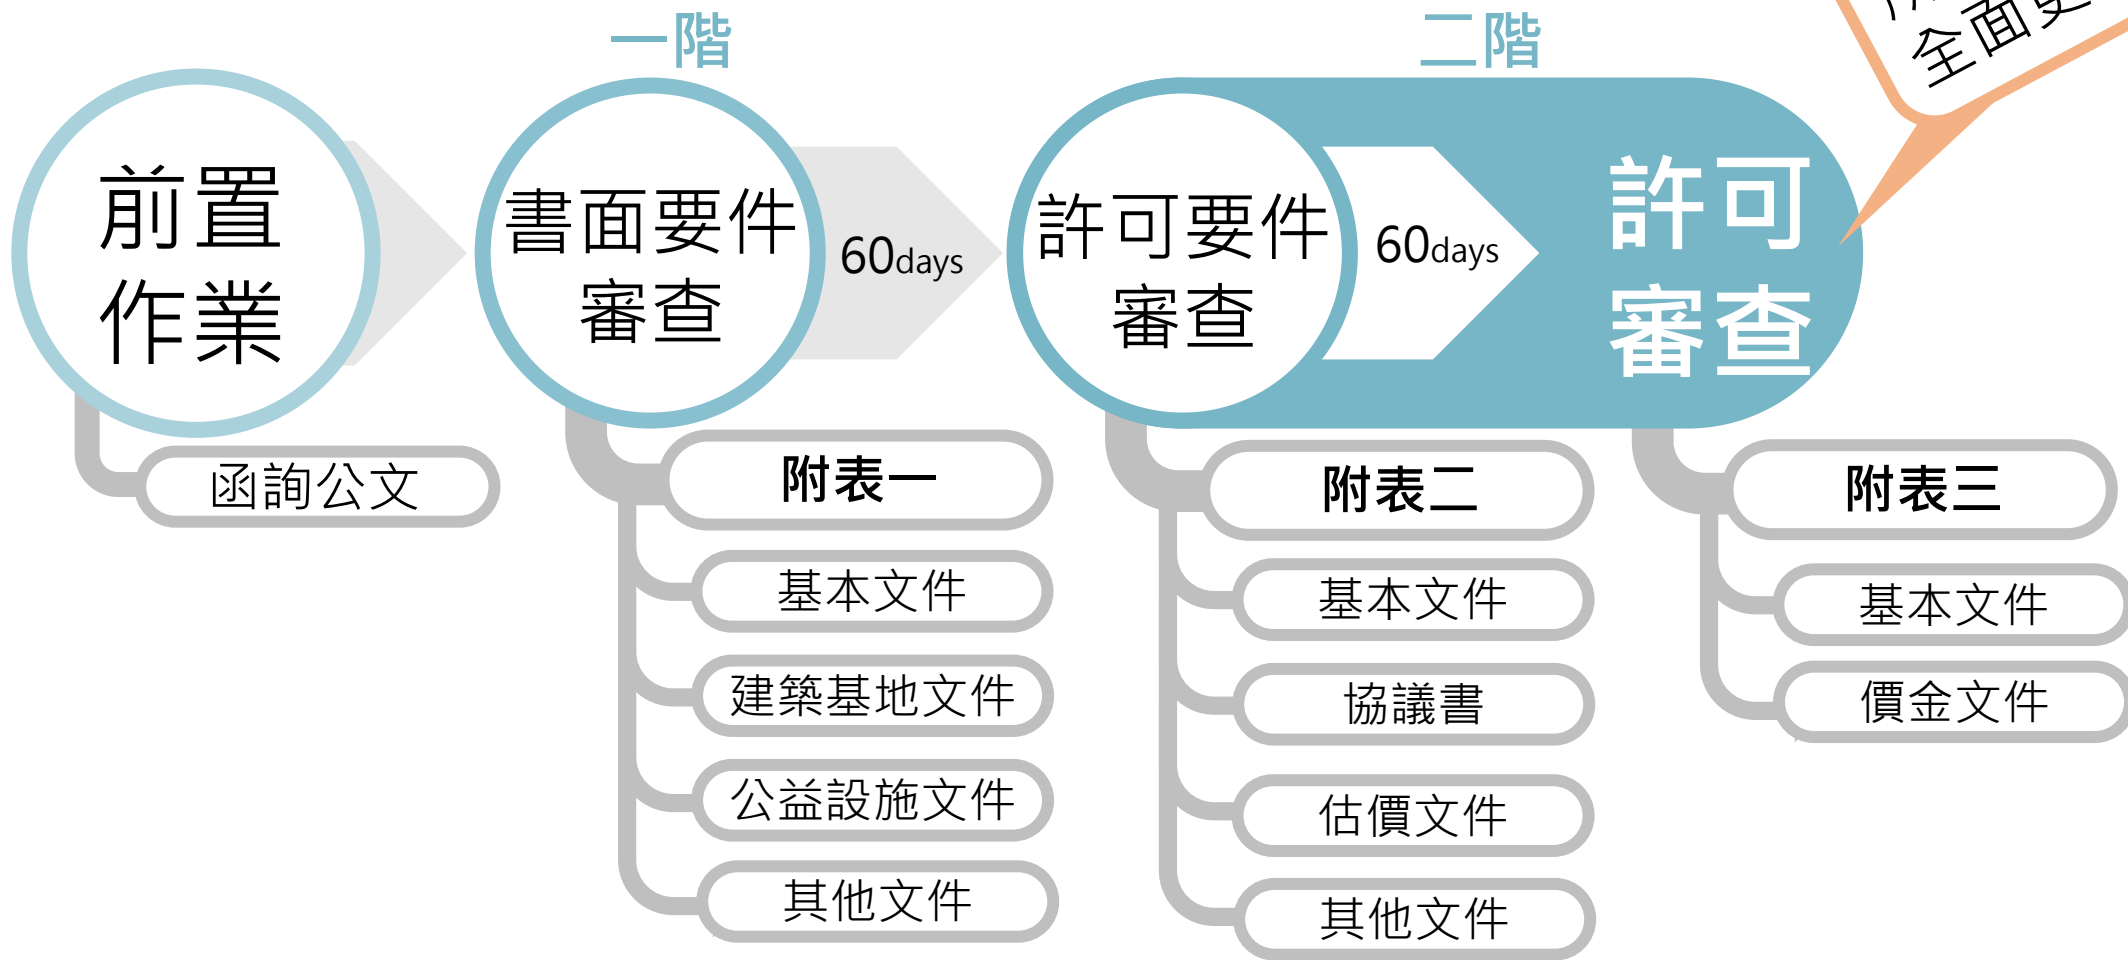 一階
二階
全面更
前置
作業
書面要件
審查
60days
許可要件
審查
60days
許可
審查
函詢公文
附表一
基本文件
建築基地文件
公益設施文件
其他文件
附表二
基本文件
協議書
估價文件
其他文件
附表三
基本文件
價金文件